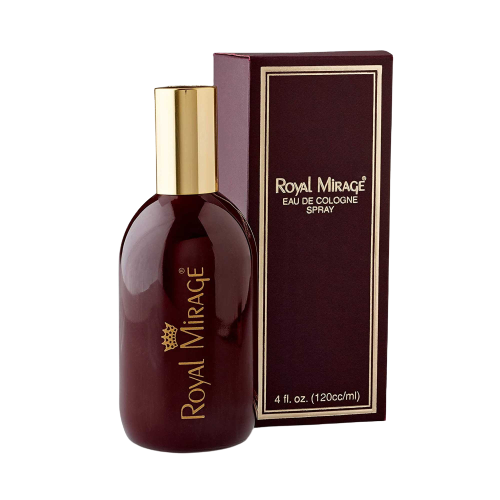 Royal Mirage®
Royal Mirage®
EAU DE COLOGNE
SPRAY
4 fl. oz. (120cc/ml)